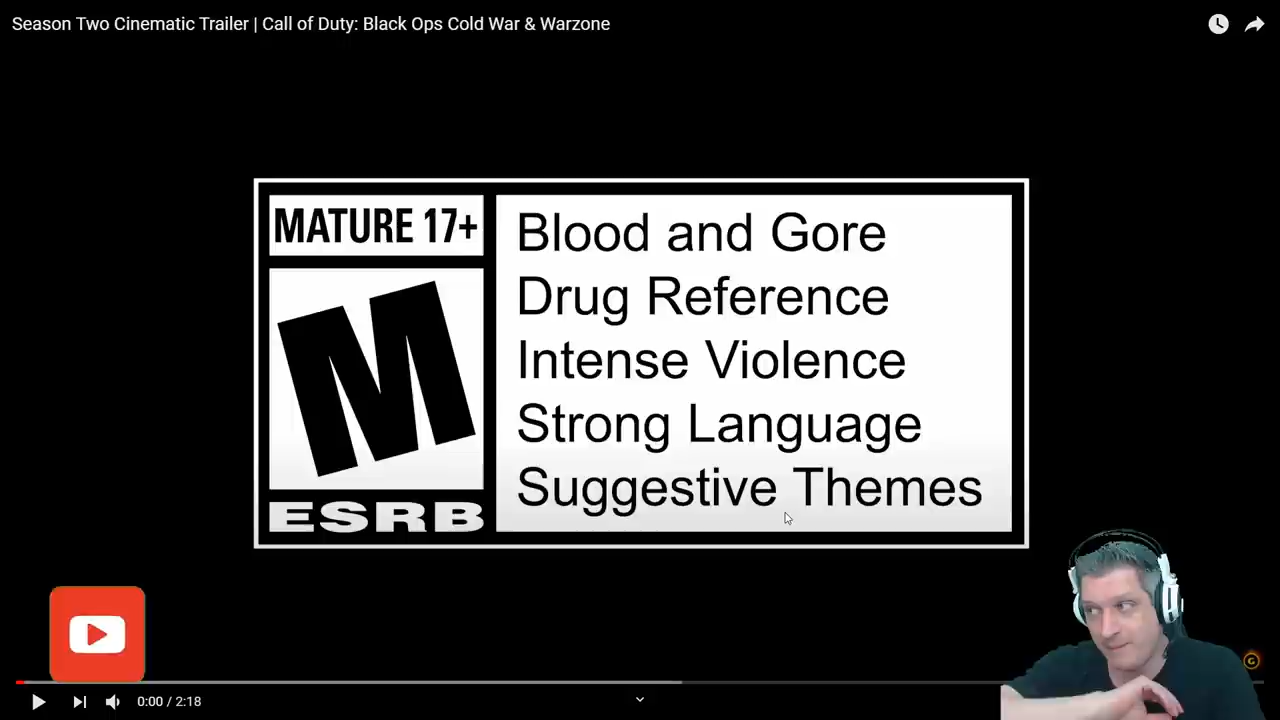 Season Two Cinematic Trailer | Call of Duty: Black Ops Cold War & Warzone
MATURE 17+
M
ESRB
Blood and Gore
Drug Reference
Intense Violence
Strong Language
Suggestive Themes
G
0:00 / 2:18